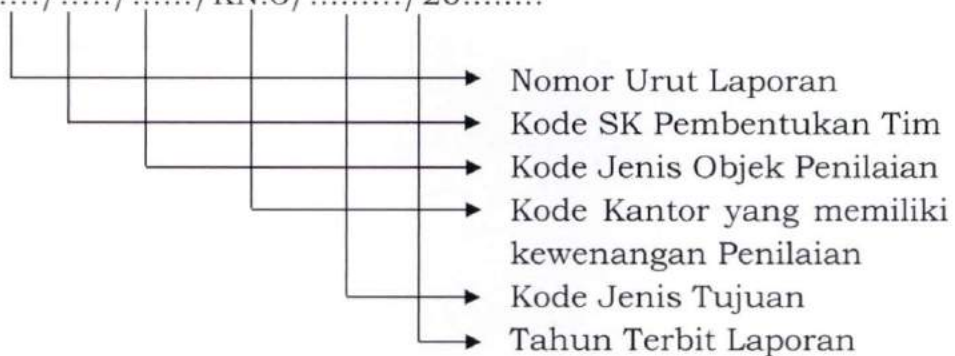 ..../ ...../ ....../ KN.O/ ........./ 20........
Nomor Urut Laporan
Kode SK Pembentukan Tim
Kode Jenis Objek Penilaian
Kode Kantor yang memiliki
kewenangan Penilaian
Kode Jenis Tujuan
Tahun Terbit Laporan